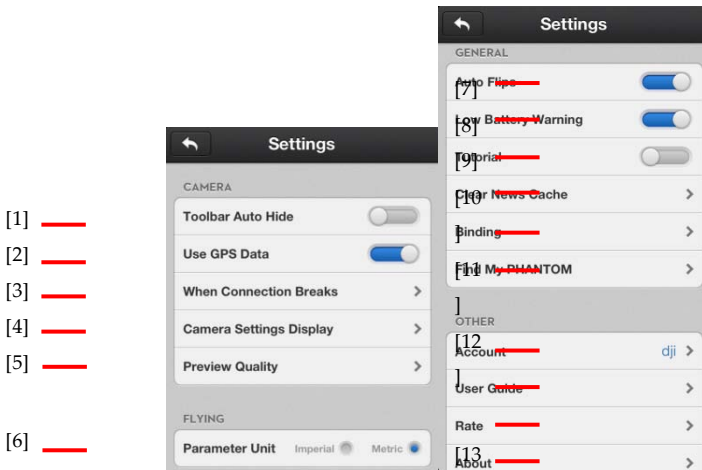 [1]
[2]
[3]
[4]
[5]
[6]
Settings
CAMERA
Toolbar Auto Hide
Use GPS Data
When Connection Breaks
Camera Settings Display
Preview Quality
FLYING
Parameter Unit Imperial Metric
Settings
GENERAL
[7]
Auto Flips
[8]
Low Battery Warning
[9]
Tutorial
[10
Clear News Cache
]
Binding
[11
Find My PHANTOM
]
OTHER
[12
Account dji
]
User Guide
Rate
[13
About